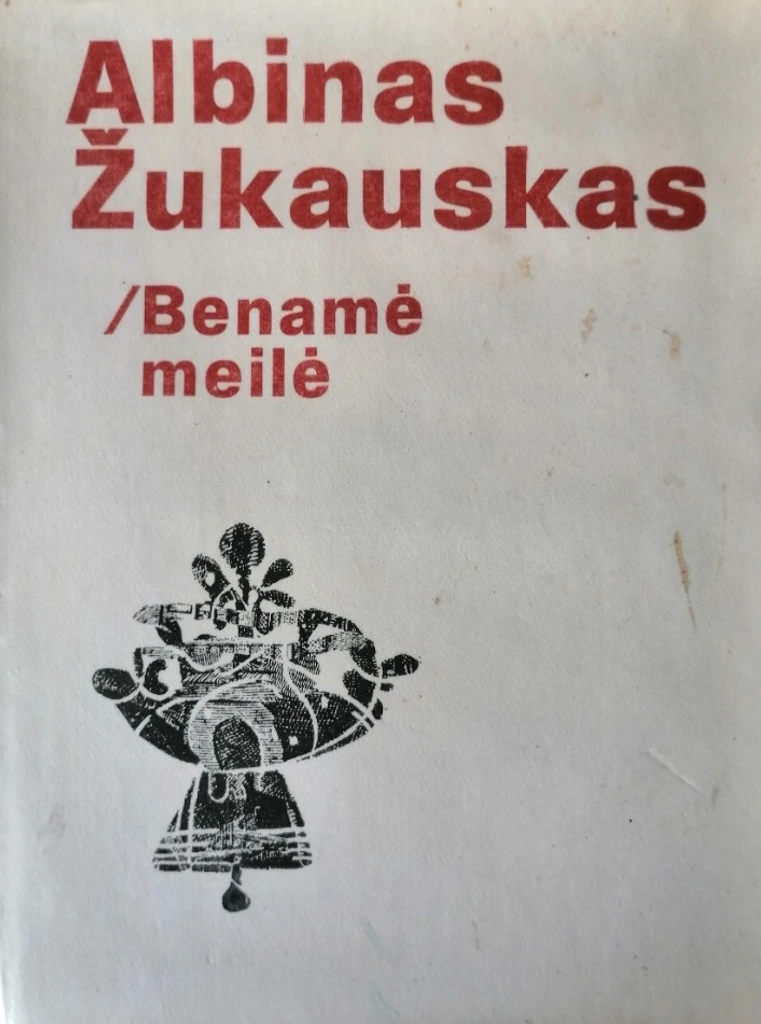 Albinas
Žukauskas
/Benamė
meilė